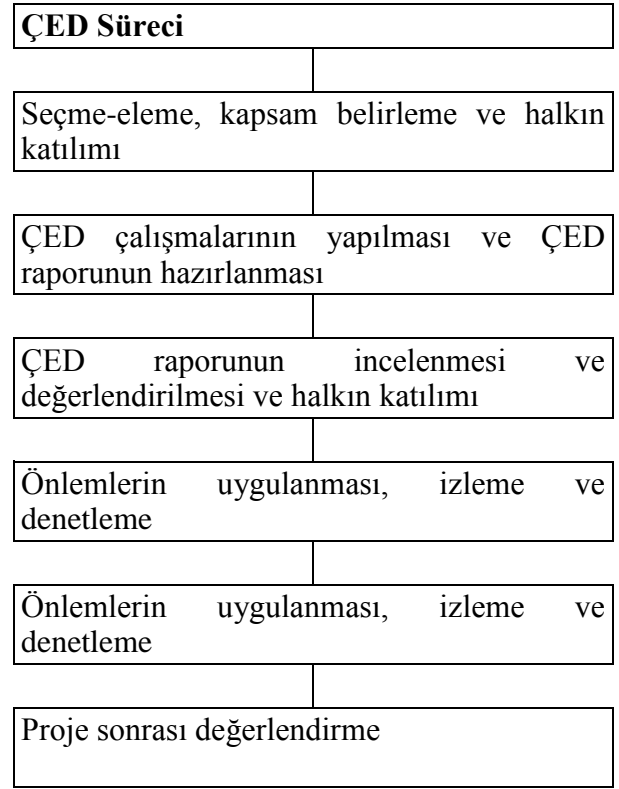 ÇED Süreci
Seçme-eleme, kapsam belirleme ve halkın
katılımı
ÇED çalışmalarının yapılması ve ÇED
raporunun hazırlanması
ÇED raporunun incelenmesi ve
değerlendirilmesi ve halkın katılımı
Önlemlerin uygulanması, izleme ve
denetleme
Önlemlerin uygulanması, izleme ve
denetleme
Proje sonrası değerlendirme